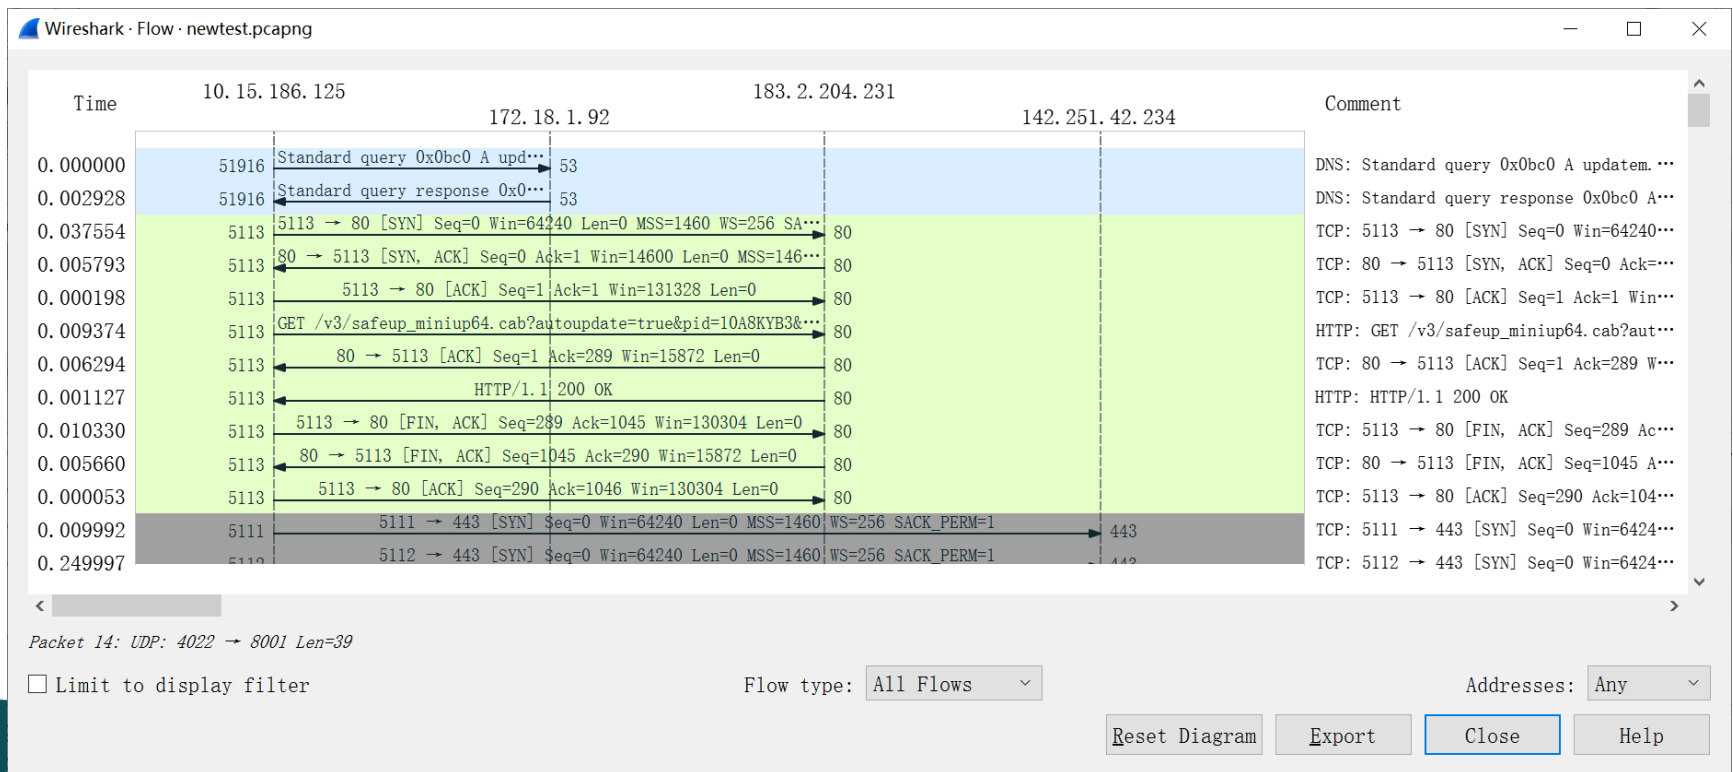 Wireshark · Flow · newtest.pcapng
Time 10.15.186.125 172.18.1.92 183.2.204.231 142.251.42.234 Comment
0.000000 51916 Standard query 0x0bc0 A upd··· 53 DNS: Standard query 0x0bc0 A updatem.···
0.002928 51916 Standard query response 0x0··· 53 DNS: Standard query response 0x0bc0 A···
0.037554 5113 5113 → 80 [SYN] Seq=0 Win=64240 Len=0 MSS=1460 WS=256 SA··· 80 TCP: 5113 → 80 [SYN] Seq=0 Win=64240···
0.005793 5113 80 → 5113 [SYN, ACK] Seq=0 Ack=1 Win=14600 Len=0 MSS=146··· 80 TCP: 80 → 5113 [SYN, ACK] Seq=0 Ack=···
0.000198 5113 5113 → 80 [ACK] Seq=1 Ack=1 Win=131328 Len=0 80 TCP: 5113 → 80 [ACK] Seq=1 Ack=1 Win···
0.009374 5113 GET /v3/safeup_miniup64.cab?autoupdate=true&pid=10A8KYB3&··· 80 HTTP: GET /v3/safeup_miniup64.cab?aut···
0.006294 5113 80 → 5113 [ACK] Seq=1 Ack=289 Win=15872 Len=0 80 TCP: 80 → 5113 [ACK] Seq=1 Ack=289 W···
0.001127 5113 HTTP/1.1 200 OK 80 HTTP: HTTP/1.1 200 OK
0.010330 5113 5113 → 80 [FIN, ACK] Seq=289 Ack=1045 Win=130304 Len=0 80 TCP: 5113 → 80 [FIN, ACK] Seq=289 Ac···
0.005660 5113 80 → 5113 [FIN, ACK] Seq=1045 Ack=290 Win=15872 Len=0 80 TCP: 80 → 5113 [FIN, ACK] Seq=1045 A···
0.000053 5113 5113 → 80 [ACK] Seq=290 Ack=1046 Win=130304 Len=0 80 TCP: 5113 → 80 [ACK] Seq=290 Ack=104···
0.009992 5111 5111 → 443 [SYN] Seq=0 Win=64240 Len=0 MSS=1460 WS=256 SACK_PERM=1 443 TCP: 5111 → 443 [SYN] Seq=0 Win=6424···
0.249997 5112 5112 → 443 [SYN] Seq=0 Win=64240 Len=0 MSS=1460 WS=256 SACK_PERM=1 443 TCP: 5112 → 443 [SYN] Seq=0 Win=6424···
Packet 14: UDP: 4022 → 8001 Len=39
Limit to display filter Flow type: All Flows Addresses: Any
Reset Diagram Export Close Help